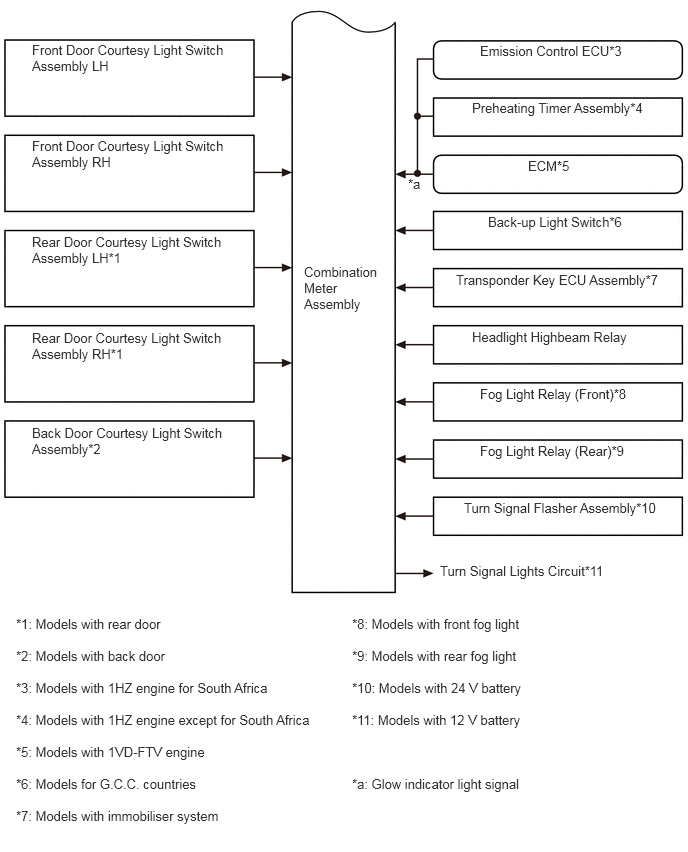 Front Door Courtesy Light Switch
Assembly LH
Front Door Courtesy Light Switch
Assembly RH
Rear Door Courtesy Light Switch
Assembly LH*1
Rear Door Courtesy Light Switch
Assembly RH*1
Back Door Courtesy Light Switch
Assembly*2
Combination
Meter
Assembly
Emission Control ECU*3
Preheating Timer Assembly*4
ECM*5
*a
Back-up Light Switch*6
Transponder Key ECU Assembly*7
Headlight Highbeam Relay
Fog Light Relay (Front)*8
Fog Light Relay (Rear)*9
Turn Signal Flasher Assembly*10
Turn Signal Lights Circuit*11
*1: Models with rear door
*2: Models with back door
*3: Models with 1HZ engine for South Africa
*4: Models with 1HZ engine except for South Africa
*5: Models with 1VD-FTV engine
*6: Models for G.C.C. countries
*7: Models with immobiliser system
*8: Models with front fog light
*9: Models with rear fog light
*10: Models with 24 V battery
*11: Models with 12 V battery
*a: Glow indicator light signal